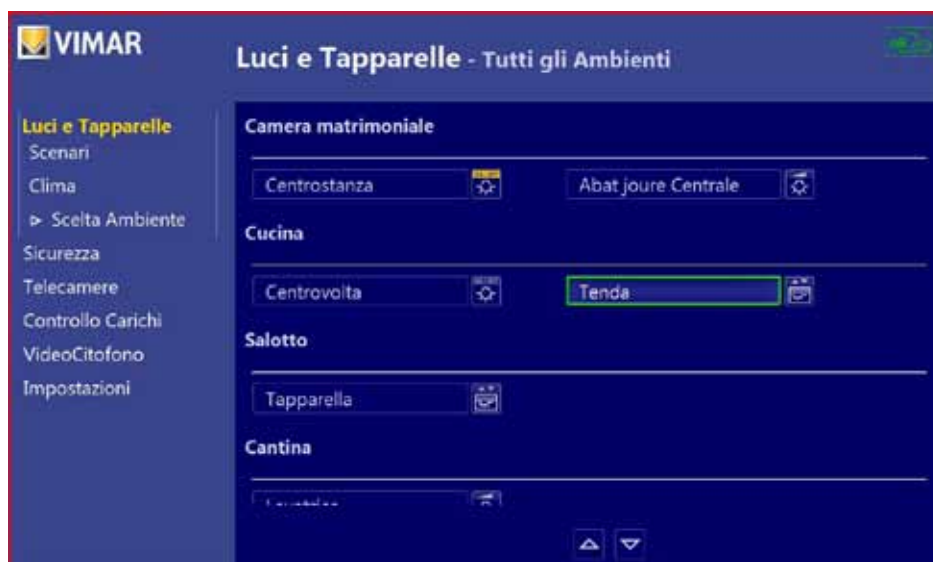 VIMAR
Luci e Tapparelle - Tutti gli Ambienti
Luci e Tapparelle
Scenari
Clima
Scelta Ambiente
Sicurezza
Telecamere
Controllo Carichi
VideoCitofono
Impostazioni
Camera matrimoniale
Centrostanza
Abat joure Centrale
Cucina
Centrovolta
Tenda
Salotto
Tapparella
Cantina